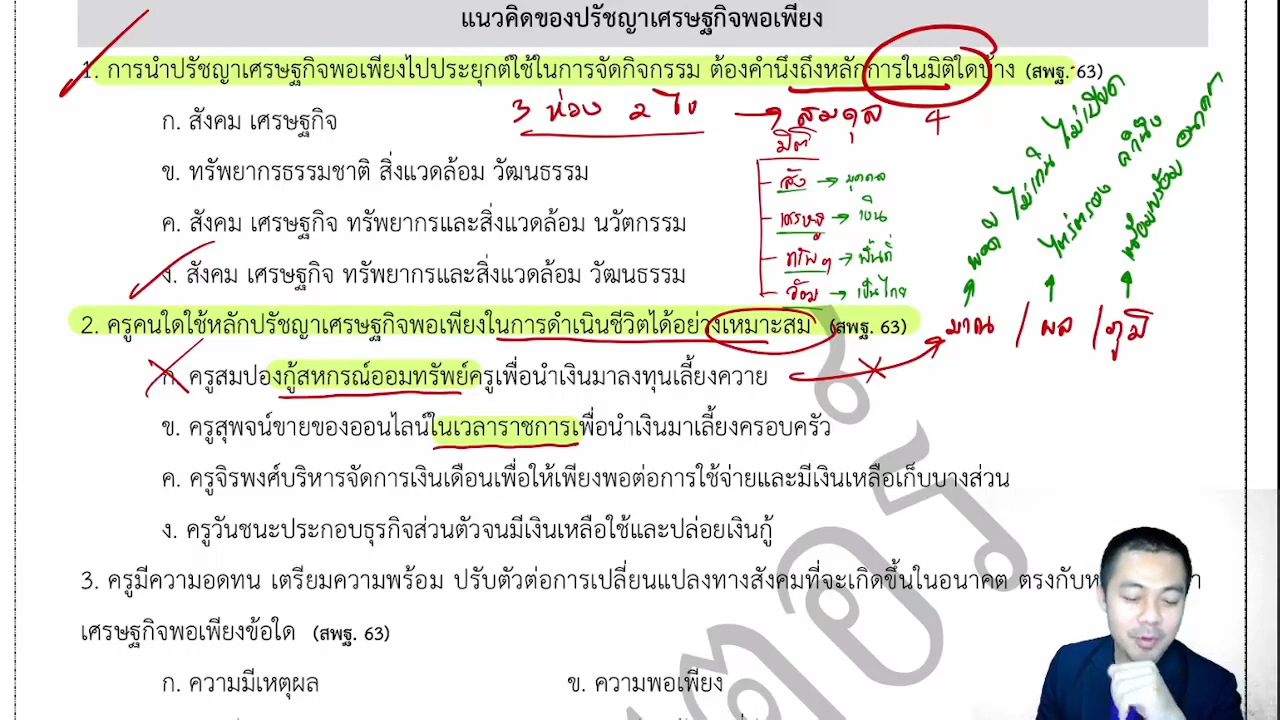 แนวคิดของปรัชญาเศรษฐกิจพอเพียง
1. การนำปรัชญาเศรษฐกิจพอเพียงไปประยุกต์ใช้ในการจัดกิจกรรม ต้องคำนึงถึงหลักการในมิติใดบ้าง (สพฐ. 63)
3 ห่วง 2 ไข → สมดุล 4
ก. สังคม เศรษฐกิจ
มิติ
ข. ทรัพยากรธรรมชาติ สิ่งแวดล้อม วัฒนธรรม
สัง → บุคคล
ค. สังคม เศรษฐกิจ ทรัพยากรและสิ่งแวดล้อม นวัตกรรม
เศรษฐ → เงิน
ง. สังคม เศรษฐกิจ ทรัพยากรและสิ่งแวดล้อม วัฒนธรรม
ทรัพฯ → พื้นที่
วัฒน → เป็นไทย
พอดี ไม่เกิน ไม่เบียด
ไตร่ตรอง คำนึง
พร้อมพร้อม อนาคต
2. ครูคนใดใช้หลักปรัชญาเศรษฐกิจพอเพียงในการดำเนินชีวิตได้อย่างเหมาะสม (สพฐ. 63)
มาณ / ผล / ภูมิ
ก. ครูสมปองกู้สหกรณ์ออมทรัพย์ครูเพื่อนำเงินมาลงทุนเลี้ยงควาย
ข. ครูสุพจน์ขายของออนไลน์ในเวลาราชการเพื่อนำเงินมาเลี้ยงครอบครัว
ค. ครูจิรพงศ์บริหารจัดการเงินเดือนเพื่อให้เพียงพอต่อการใช้จ่ายและมีเงินเหลือเก็บบางส่วน
ง. ครูวันชนะประกอบธุรกิจส่วนตัวจนมีเงินเหลือใช้และปล่อยเงินกู้
3. ครูมีความอดทน เตรียมความพร้อม ปรับตัวต่อการเปลี่ยนแปลงทางสังคมที่จะเกิดขึ้นในอนาคต ตรงกับ
เศรษฐกิจพอเพียงข้อใด (สพฐ. 63)
ก. ความมีเหตุผล
ข. ความพอเพียง